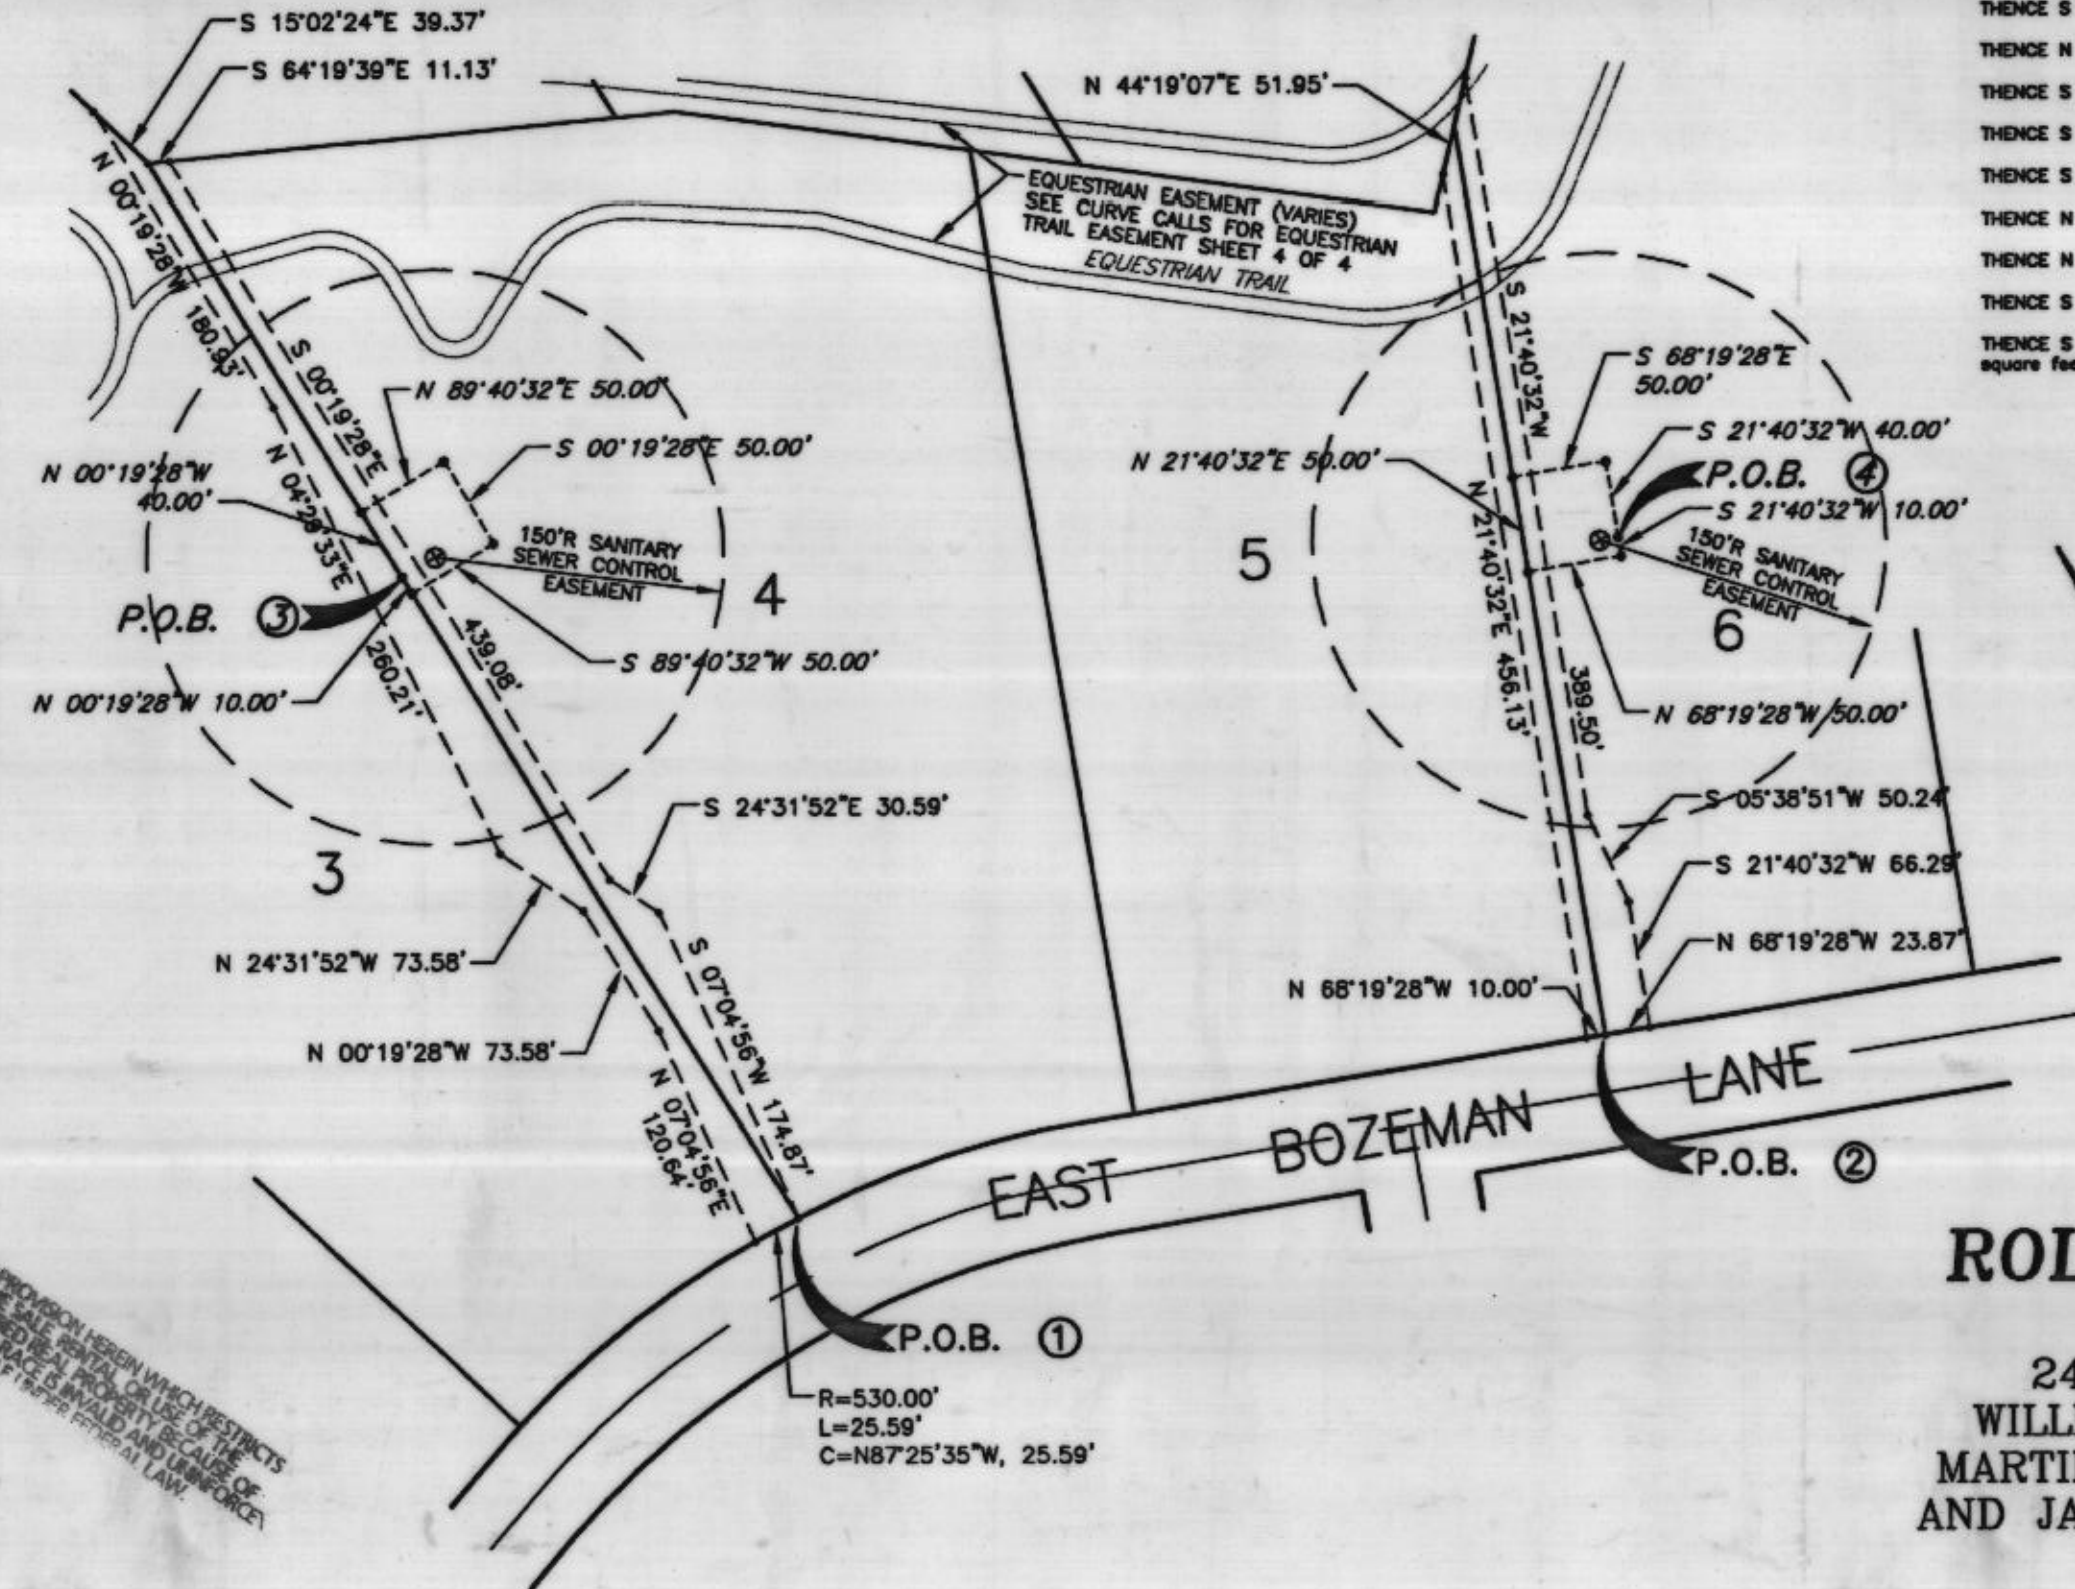 S 15°02'24"E 39.37'
S 64°19'39"E 11.13'
N 44°19'07"E 51.95'
THENCE S
THENCE N
THENCE S
THENCE S
THENCE S
THENCE N
THENCE N
THENCE S
THENCE S
square fee
N 00°19'28"W 180.93'
EQUESTRIAN EASEMENT (VARIES)
SEE CURVE CALLS FOR EQUESTRIAN
TRAIL EASEMENT SHEET 4 OF 4
EQUESTRIAN TRAIL
S 00°19'28"E
439.08'
N 89°40'32"E 50.00'
S 00°19'28"E 50.00'
N 00°19'28"W
40.00'
N 04°28'33"E
260.21'
150'R SANITARY
SEWER CONTROL
EASEMENT
4
P.O.B. 3
S 89°40'32"W 50.00'
N 00°19'28"W 10.00'
S 24°31'52"E 30.59'
3
N 24°31'52"W 73.58'
N 00°19'28"W 73.58'
S 07°04'56"W 174.87'
N 07°04'56"E
120.64'
S 21°40'32"W
389.50'
S 68°19'28"E
50.00'
S 21°40'32"W 40.00'
N 21°40'32"E 50.00'
P.O.B. 4
S 21°40'32"W 10.00'
N 21°40'32"E 456.13'
5
150'R SANITARY
SEWER CONTROL
EASEMENT
6
N 68°19'28"W 50.00'
S 05°38'51"W 50.24'
S 21°40'32"W 66.29'
N 68°19'28"W 23.87'
N 68°19'28"W 10.00'
EAST BOZEMAN LANE
P.O.B. 2
P.O.B. 1
R=530.00'
L=25.59'
C=N87°25'35"W, 25.59'
PROVISION HEREIN WHICH RESTRICTS
SALE, RENTAL, OR USE OF THE
REAL PROPERTY BECAUSE OF
RACE IS INVALID AND UNENFORCE
UNDER FEDERAL LAW.
ROL
24
WILLI
MARTI
AND JA